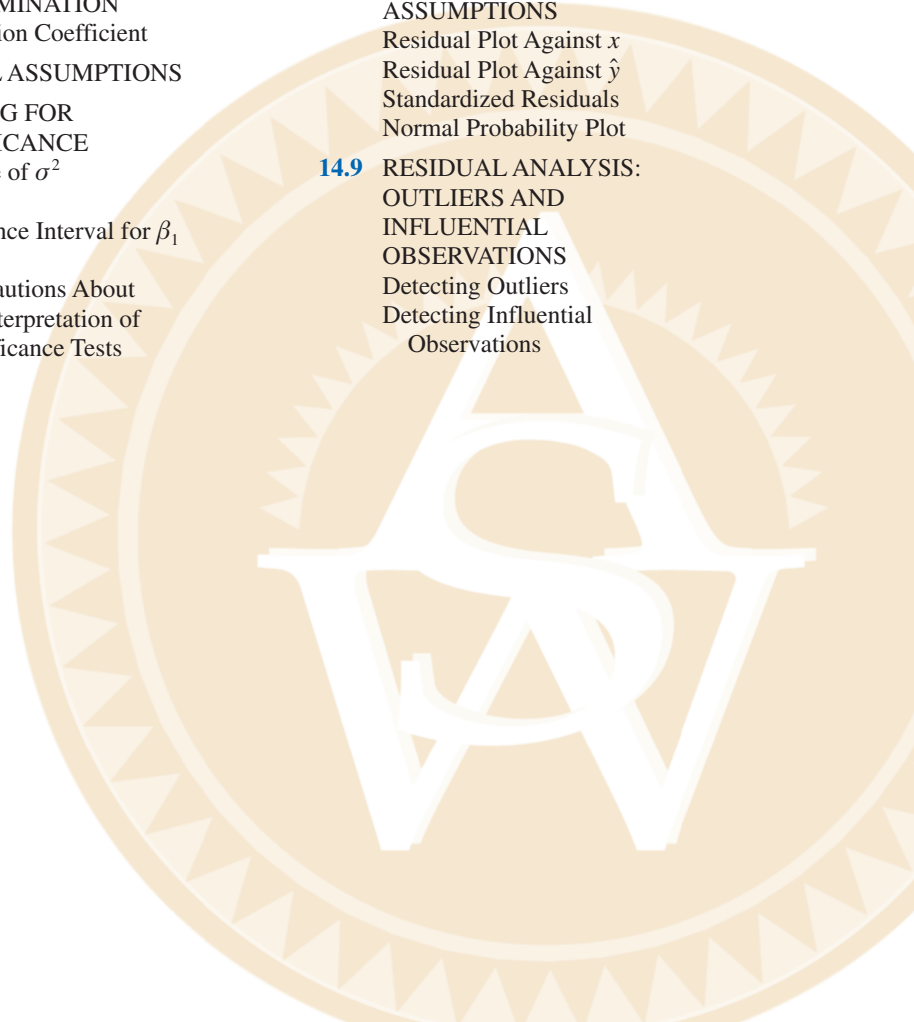 MINATION
ion Coefficient
ASSUMPTIONS
G FOR
ICANCE
of σ²
nce Interval for β₁
autions About
terpretation of
ficance Tests
ASSUMPTIONS
Residual Plot Against x
Residual Plot Against ŷ
Standardized Residuals
Normal Probability Plot
14.9 RESIDUAL ANALYSIS:
OUTLIERS AND
INFLUENTIAL
OBSERVATIONS
Detecting Outliers
Detecting Influential
Observations
ASW